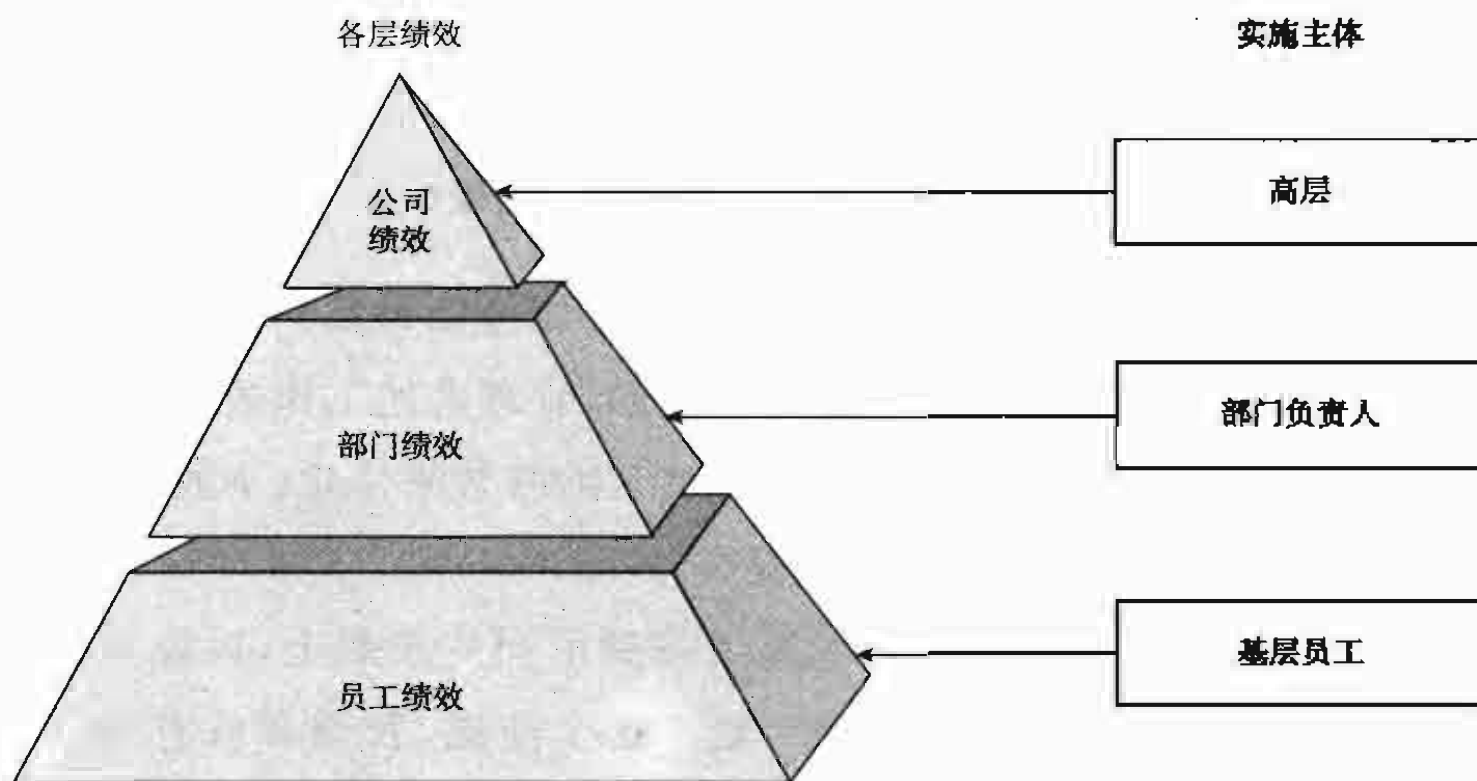 各层绩效
实施主体
公司
绩效
高层
部门绩效
部门负责人
员工绩效
基层员工